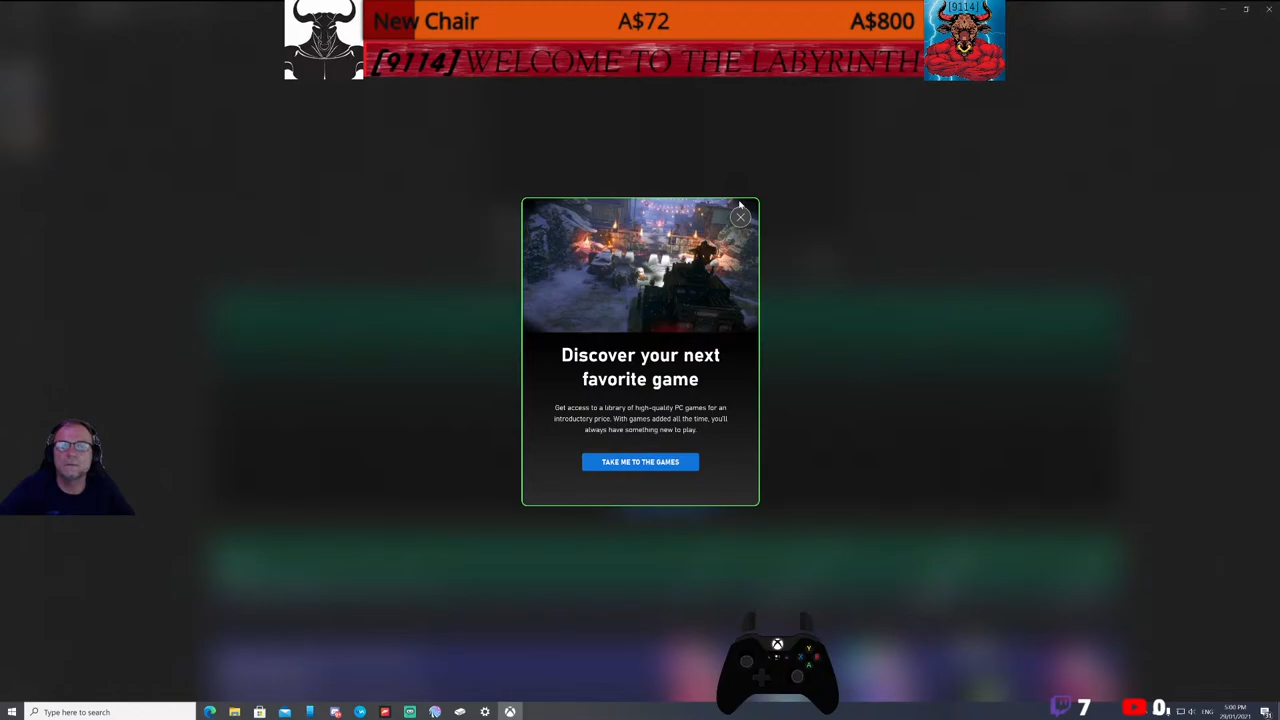 [9114]
New Chair A$72 A$800
[9114] WELCOME TO THE LABYRINTH
Discover your next
favorite game
Get access to a library of high-quality PC games for an
introductory price. With games added all the time, you'll
always have something new to play.
TAKE ME TO THE GAMES
Y
X B
A
7 0
Type here to search
ENG
5:00 PM
29/01/2021